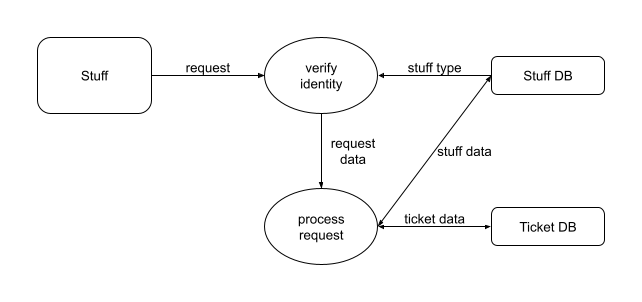 Stuff
request
verify
identity
stuff type
Stuff DB
request
data
stuff data
process
request
ticket data
Ticket DB